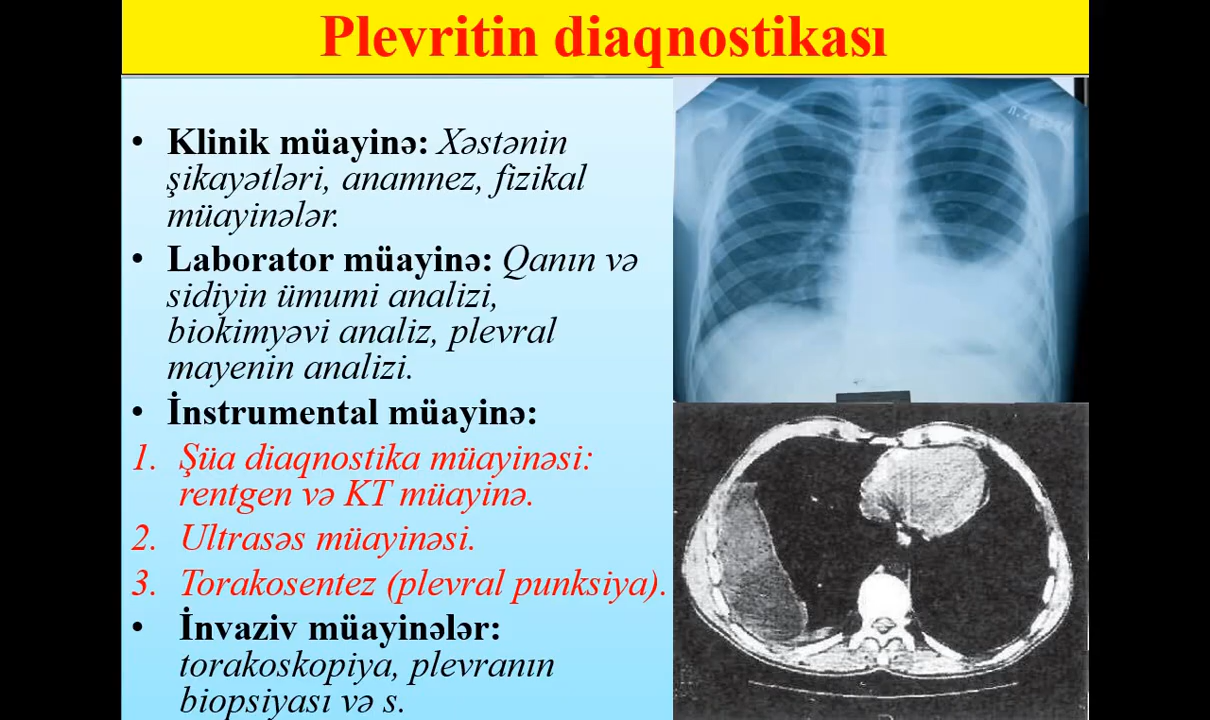 Plevritin diaqnostikası
• Klinik müayinə: Xəstənin
şikayətləri, anamnez, fizikal
müayinələr.
• Laborator müayinə: Qanın və
sidiyin ümumi analizi,
biokimyəvi analiz, plevral
mayenin analizi.
• İnstrumental müayinə:
1. Şüa diaqnostika müayinəsi:
rentgen və KT müayinə.
2. Ultrasəs müayinəsi.
3. Torakosentez (plevral punksiya).
• İnvaziv müayinələr:
torakoskopiya, plevranın
biopsiyası və s.